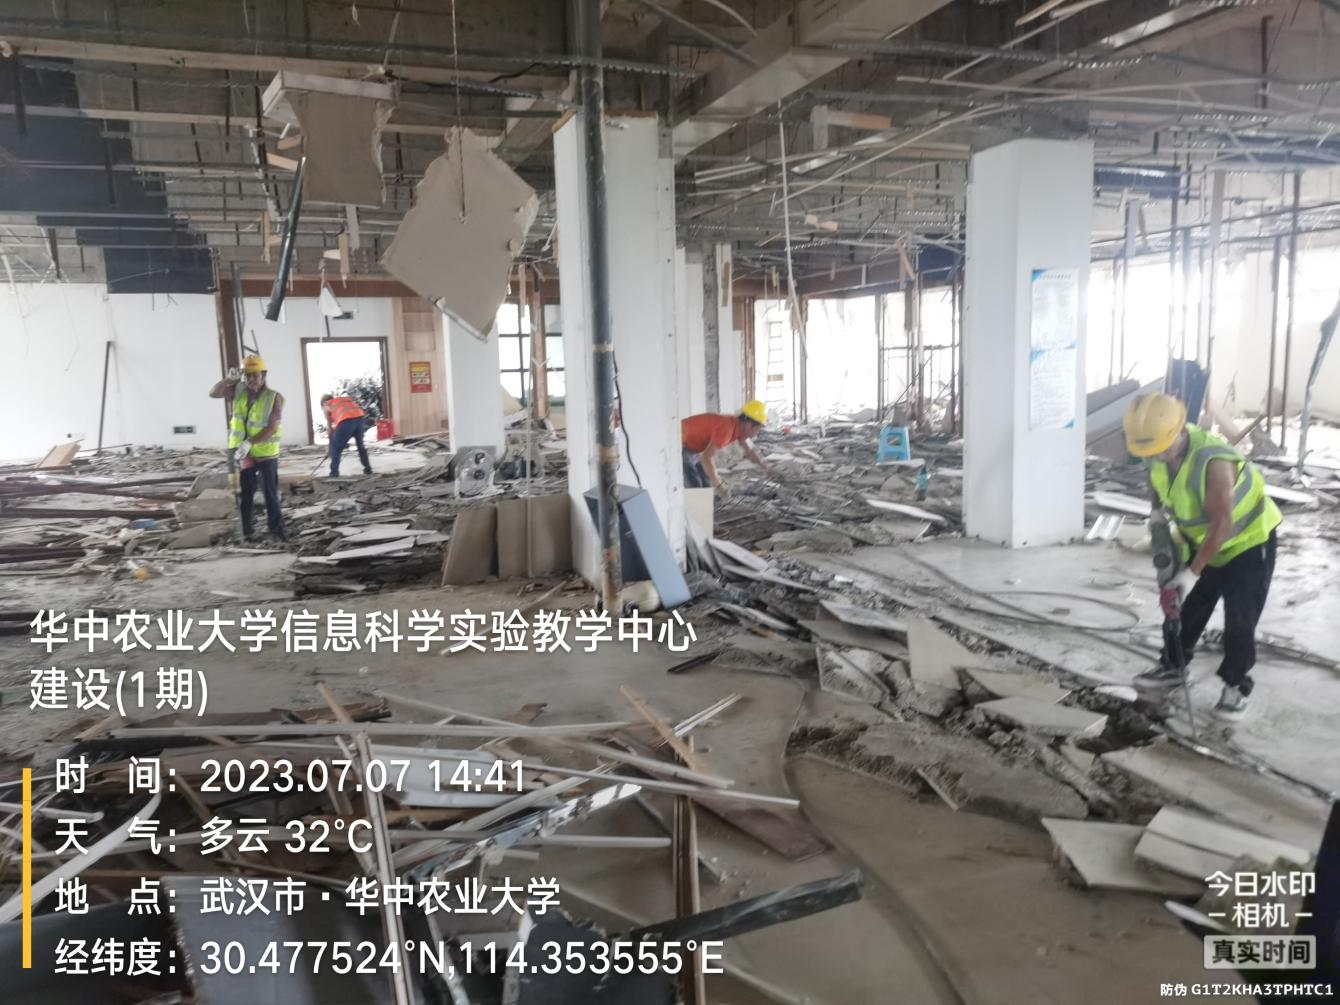 华中农业大学信息科学实验教学中心
建设(1期)
时 间：2023.07.07 14:41
天 气：多云 32°C
地 点：武汉市·华中农业大学
经纬度：30.477524°N,114.353555°E
今日水印
-相机-
真实时间
防伪 G1T2KHA3TPHTC1